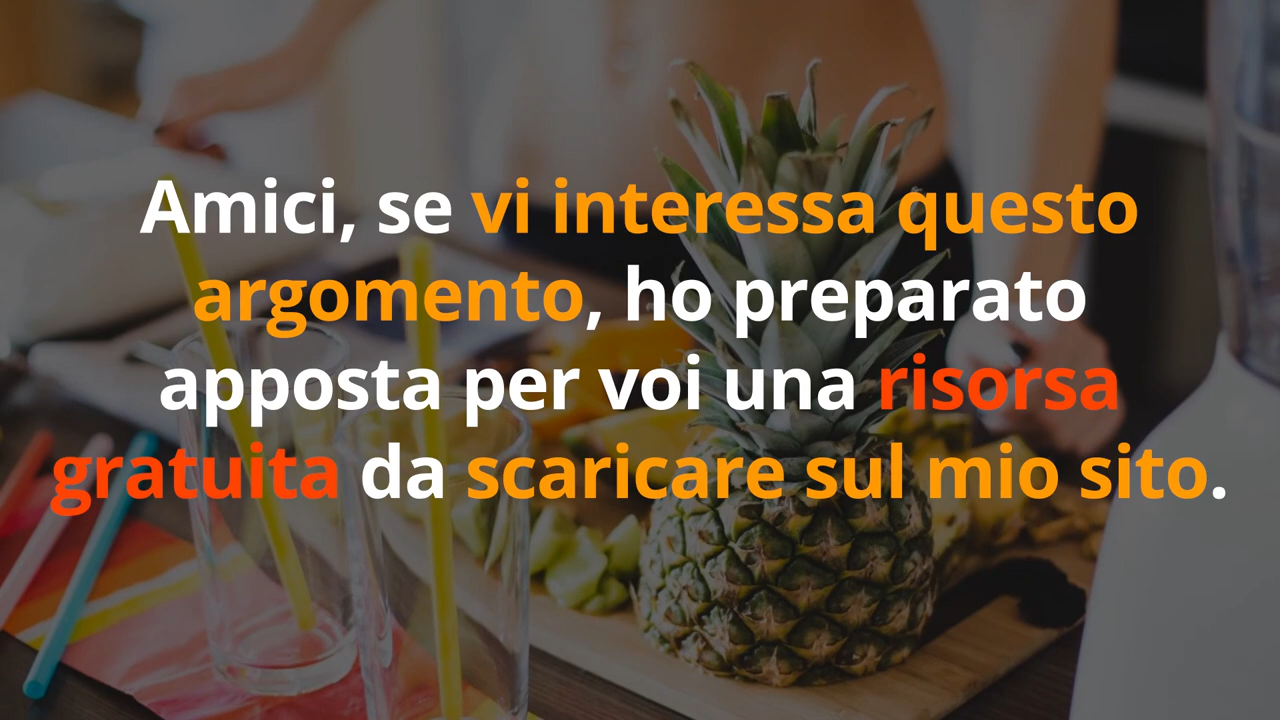 Amici, se vi interessa questo
argomento, ho preparato
apposta per voi una risorsa
gratuita da scaricare sul mio sito.